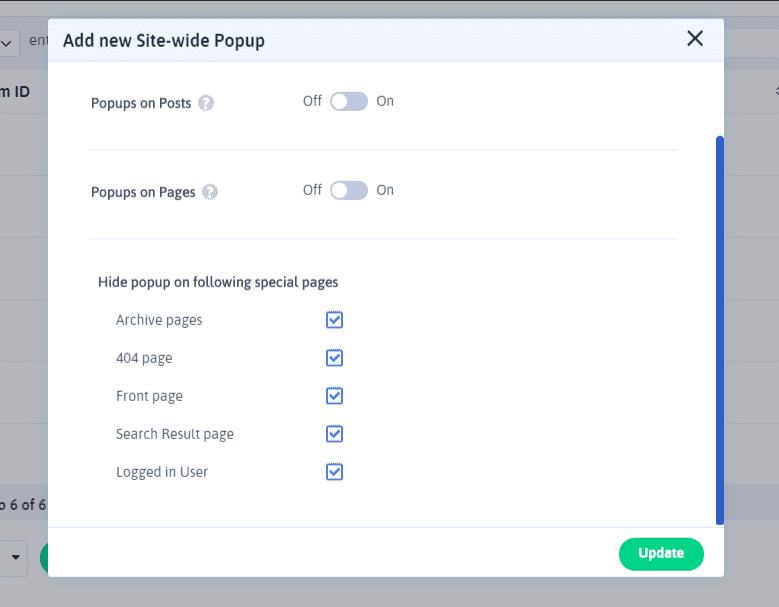 Add new Site-wide Popup
Popups on Posts ? Off On
Popups on Pages ? Off On
Hide popup on following special pages
Archive pages
404 page
Front page
Search Result page
Logged in User
Update
ent
m ID
o 6 of 6